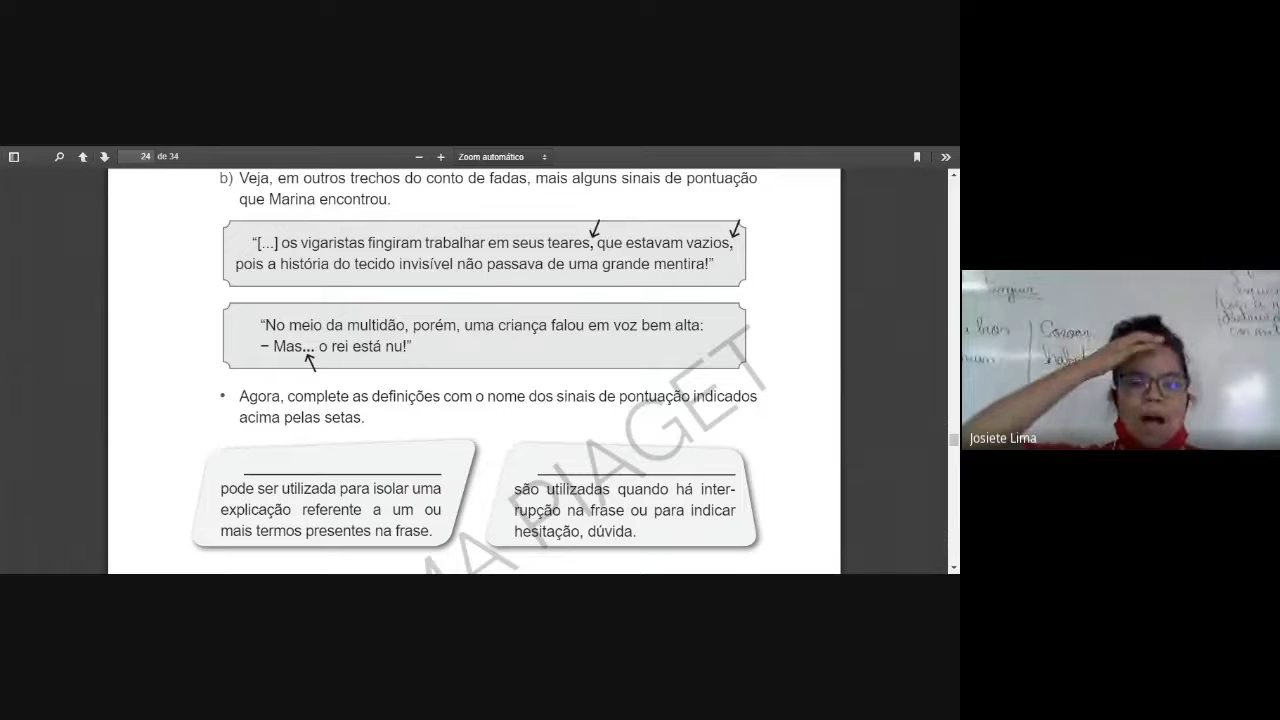 24 de 34
Zoom automático
b) Veja, em outros trechos do conto de fadas, mais alguns sinais de pontuação
que Marina encontrou.
“[...] os vigaristas fingiram trabalhar em seus teares, que estavam vazios,
pois a história do tecido invisível não passava de uma grande mentira!”
“No meio da multidão, porém, uma criança falou em voz bem alta:
– Mas... o rei está nu!”
• Agora, complete as definições com o nome dos sinais de pontuação indicados
acima pelas setas.
pode ser utilizada para isolar uma
explicação referente a um ou
mais termos presentes na frase.
são utilizadas quando há inter-
rupção na frase ou para indicar
hesitação, dúvida.
PIAGET
Josiete Lima